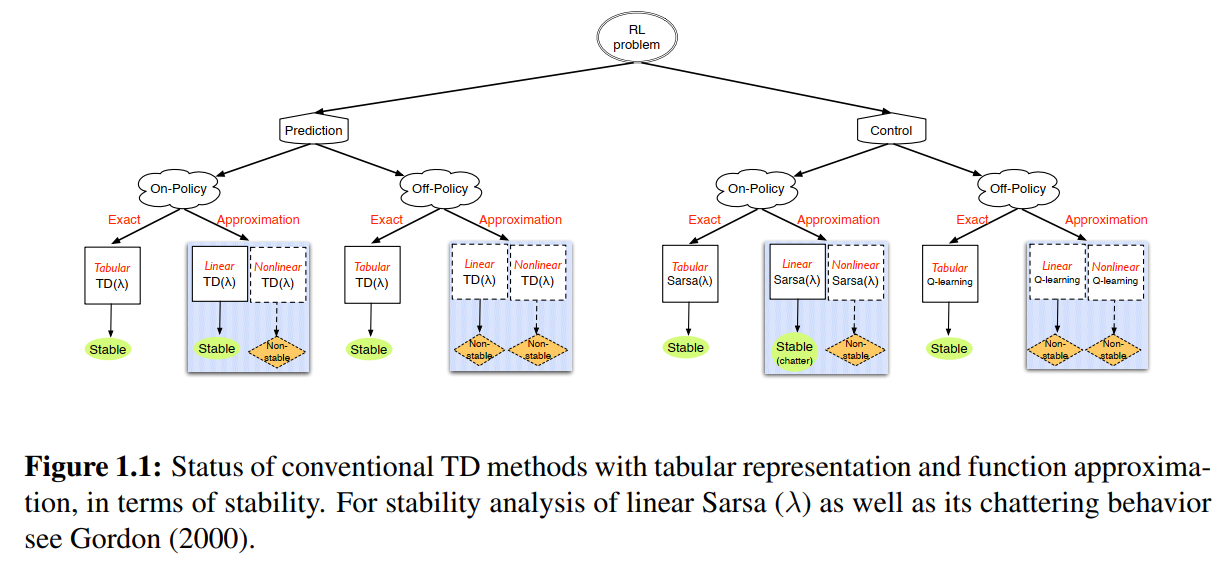 RL
problem
Prediction
Control
On-Policy
Off-Policy
On-Policy
Off-Policy
Exact
Approximation
Exact
Approximation
Exact
Approximation
Exact
Approximation
Tabular
TD(λ)
Linear
TD(λ)
Nonlinear
TD(λ)
Tabular
TD(λ)
Linear
TD(λ)
Nonlinear
TD(λ)
Tabular
Sarsa(λ)
Linear
Sarsa(λ)
Nonlinear
Sarsa(λ)
Tabular
Q-learning
Linear
Q-learning
Nonlinear
Q-learning
Stable
Stable
Non-
stable
Stable
Non-
stable
Non-
stable
Stable
Stable
(chatter)
Non-
stable
Stable
Non-
stable
Non-
stable
Figure 1.1: Status of conventional TD methods with tabular representation and function approxima-
tion, in terms of stability. For stability analysis of linear Sarsa (λ) as well as its chattering behavior
see Gordon (2000).